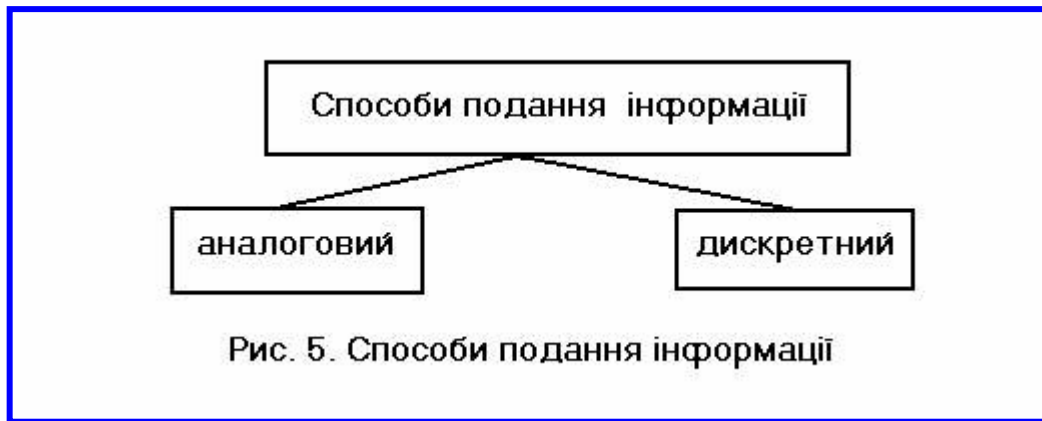 Способи подання інформації
аналоговий
дискретний
Рис. 5. Способи подання інформації